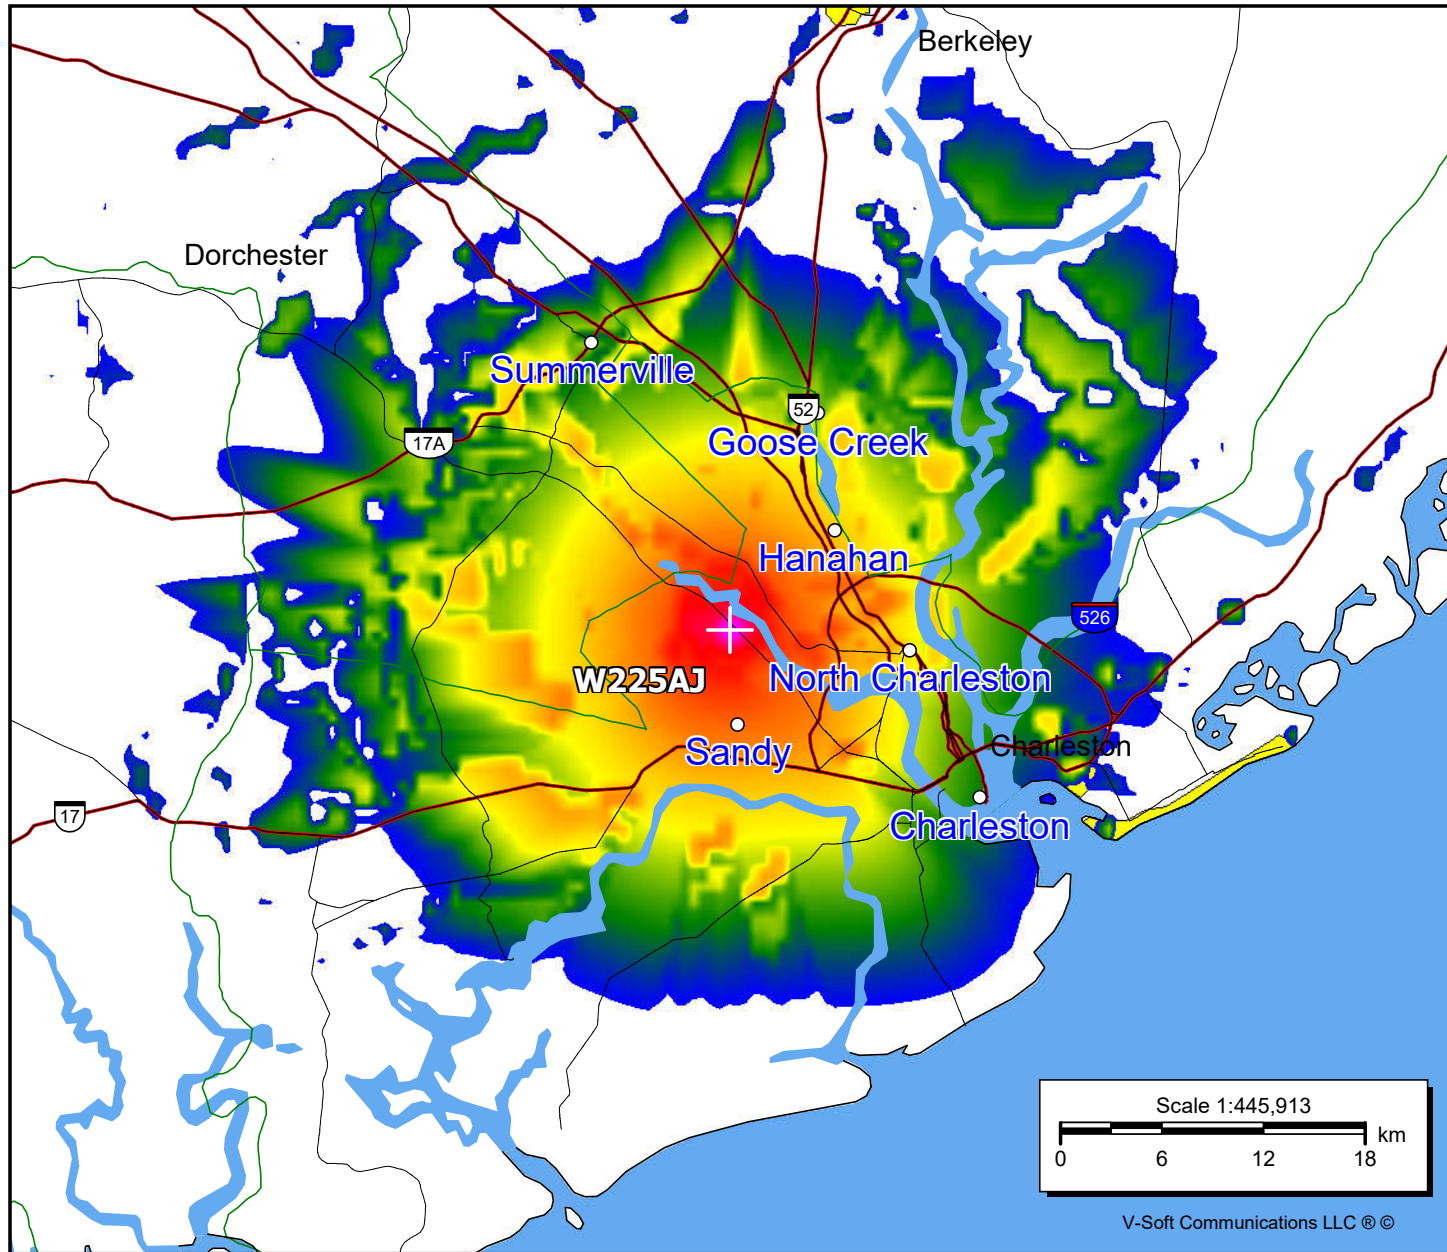 Berkeley
Dorchester
Summerville
52
Goose Creek
17A
Hanahan
526
W225AJ
North Charleston
Sandy
Charleston
17
Charleston
Scale 1:445,913
km
0 6 12 18
V-Soft Communications LLC ® ©